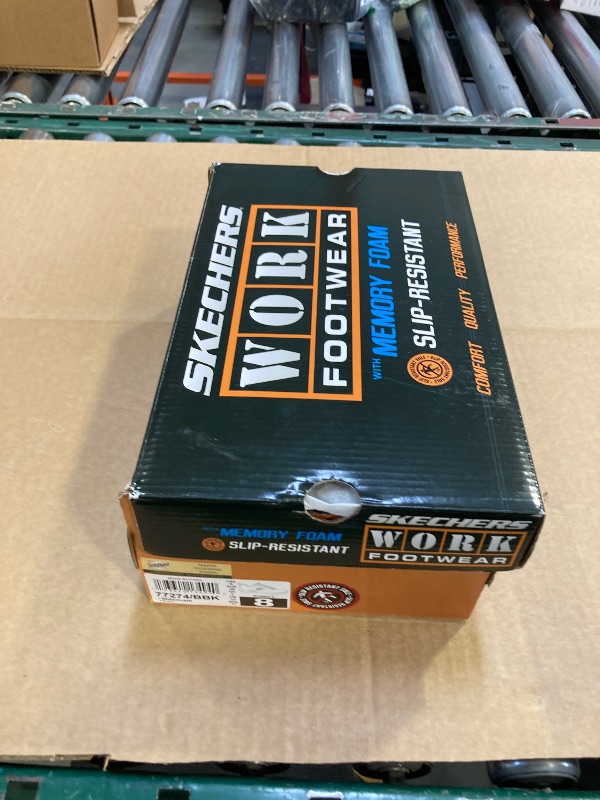 SKECHERS
WORK
FOOTWEAR
WITH MEMORY FOAM
SLIP-RESISTANT
COMFORT QUALITY PERFORMANCE
WITH MEMORY FOAM
SLIP-RESISTANT
SKECHERS
WORK
FOOTWEAR
77274/BBK
8